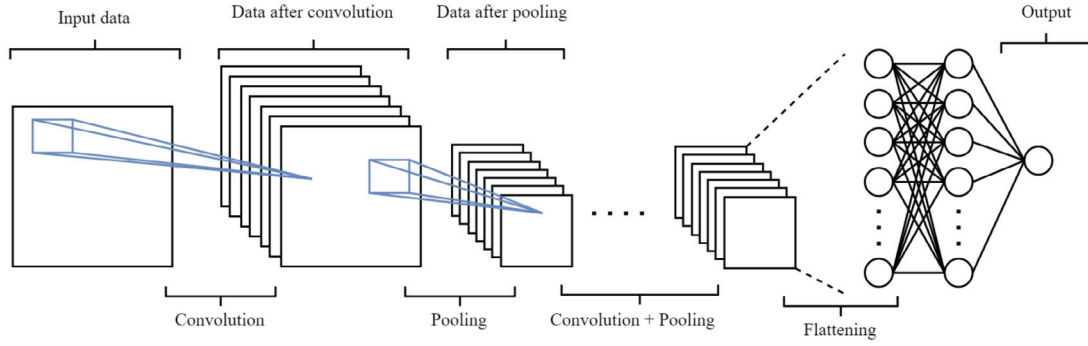 Input data
Data after convolution
Data after pooling
Output
Convolution
Pooling
Convolution + Pooling
Flattening